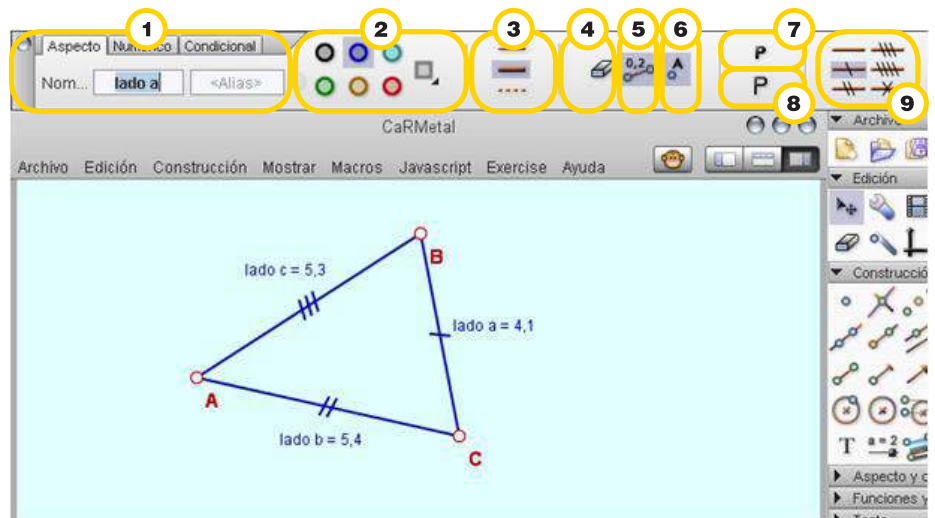 1 2 3 4 5 6 7
Aspecto Numérico Condicional
Nom... lado a <Alias>
0,2 A P
P
8 9
CaRMetal
Archivo
Archivo Edición Construcción Mostrar Macros Javascript Exercise Ayuda
Edición
B
lado c = 5,3
Construcció
lado a = 4,1
A
lado b = 5,4
C
T a = 2
Aspecto y c
Funciones y